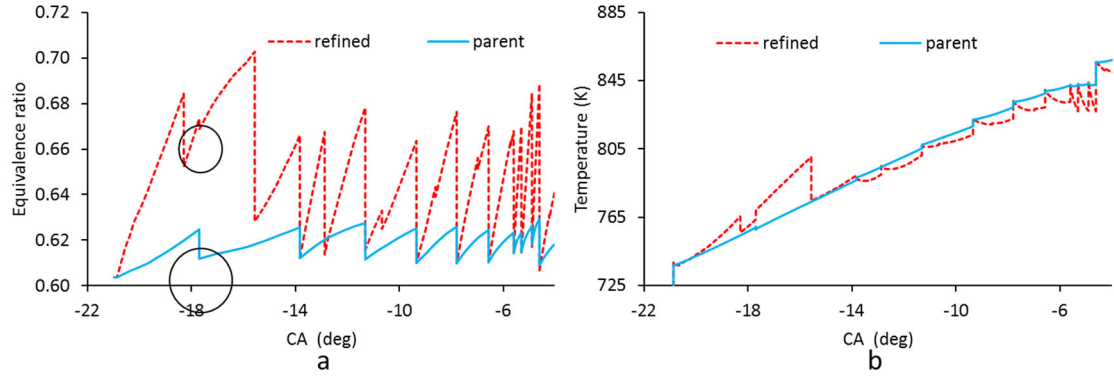 0.72
0.70
0.68
0.66
0.64
0.62
0.60
Equivalence ratio
refined parent
-22 -18 -14 -10 -6
CA (deg)
a
885
845
805
765
725
Temperature (K)
refined parent
-22 -18 -14 -10 -6
CA (deg)
b